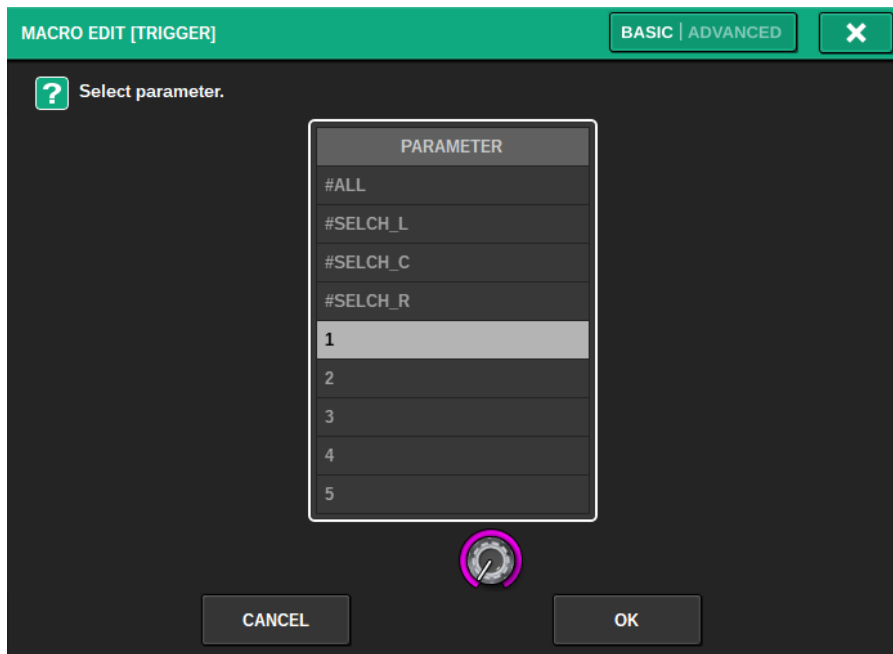 MACRO EDIT [TRIGGER]
BASIC | ADVANCED
?
Select parameter.
PARAMETER
#ALL
#SELCH_L
#SELCH_C
#SELCH_R
1
2
3
4
5
CANCEL
OK